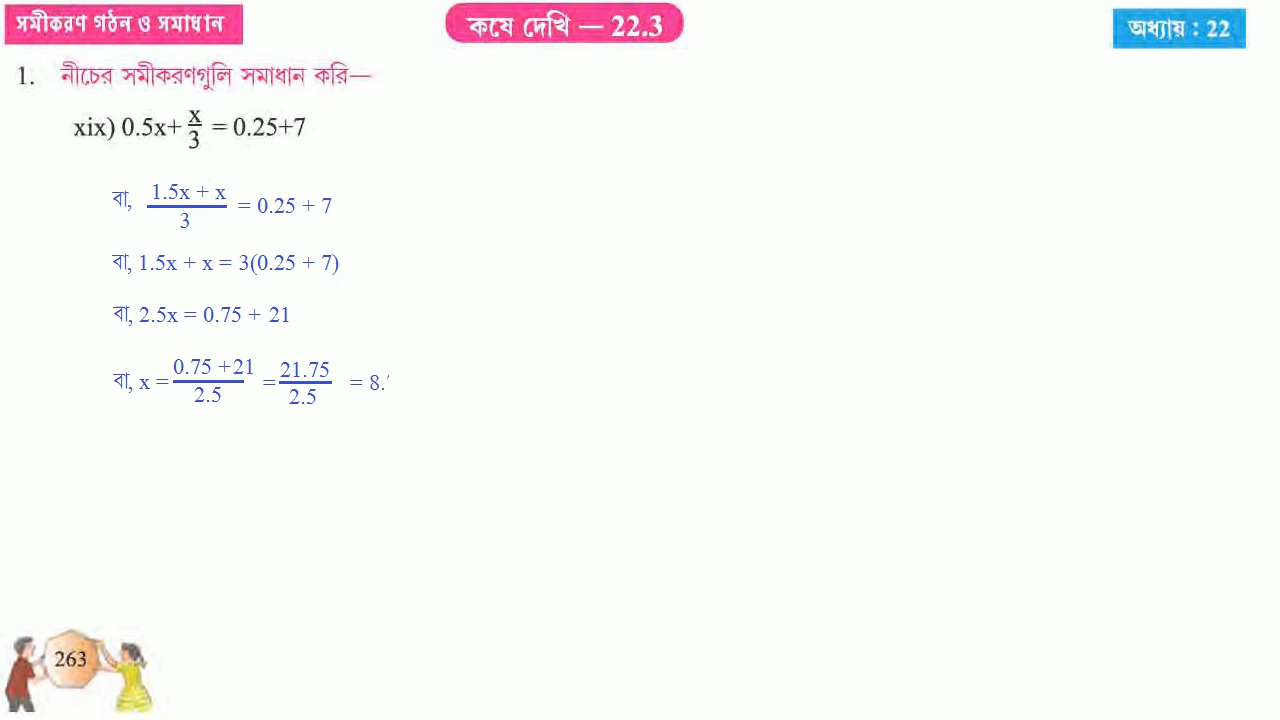 সমীকরণ গঠন ও সমাধান
কষে দেখি — 22.3
অধ্যায় : 22
1. নীচের সমীকরণগুলি সমাধান করি—
xix) 0.5x+ x/3 = 0.25+7
বা, (1.5x + x)/3 = 0.25 + 7
বা, 1.5x + x = 3(0.25 + 7)
বা, 2.5x = 0.75 + 21
বা, x = (0.75 +21)/2.5 = 21.75/2.5 = 8.
263